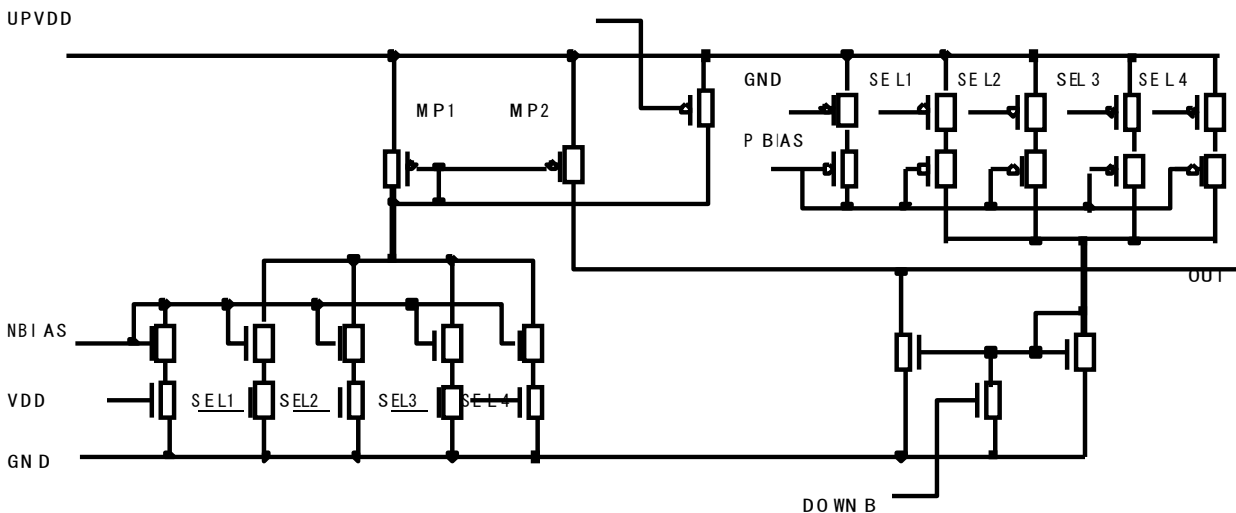 UPVDD
GND SEL1 SEL2 SEL3 SEL4
MP1 MP2
PBIAS
OUT
NBIAS
VDD SEL1 SEL2 SEL3 SEL4
GND
DOWNB